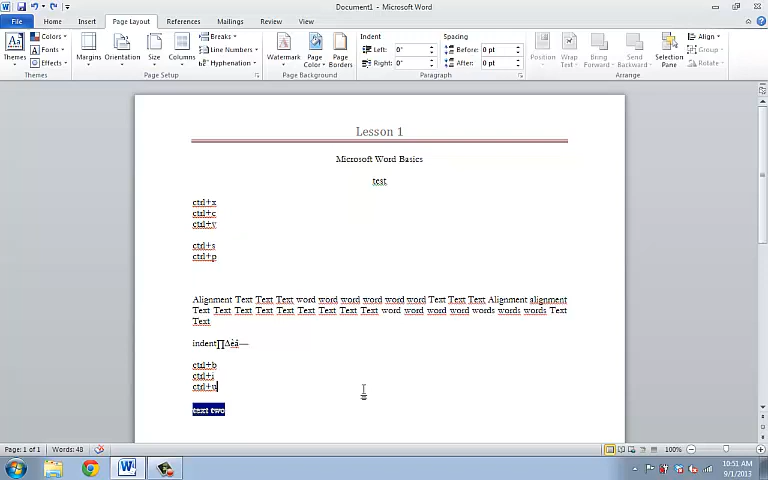 Document1 - Microsoft Word
File Home Insert Page Layout References Mailings Review View
Themes Colors Fonts Effects Themes
Margins Orientation Size Columns Breaks Line Numbers Hyphenation Page Setup
Watermark Page Color Page Borders Page Background
Indent Left: 0" Right: 0" Spacing Before: 0 pt After: 0 pt Paragraph
Position Wrap Text Bring Forward Send Backward Selection Pane Align Group Rotate Arrange
Lesson 1
Microsoft Word Basics
test
ctrl+x
ctrl+c
ctrl+v
ctrl+s
ctrl+p
Alignment Text Text Text word word word word word word Text Text Text Alignment alignment
Text Text Text Text Text Text Text Text Text word word word word words words words Text
Text
indent∏Δèå—
ctrl+b
ctrl+i
ctrl+u
text two
Page: 1 of 1 Words: 48 100%
10:51 AM
9/1/2013